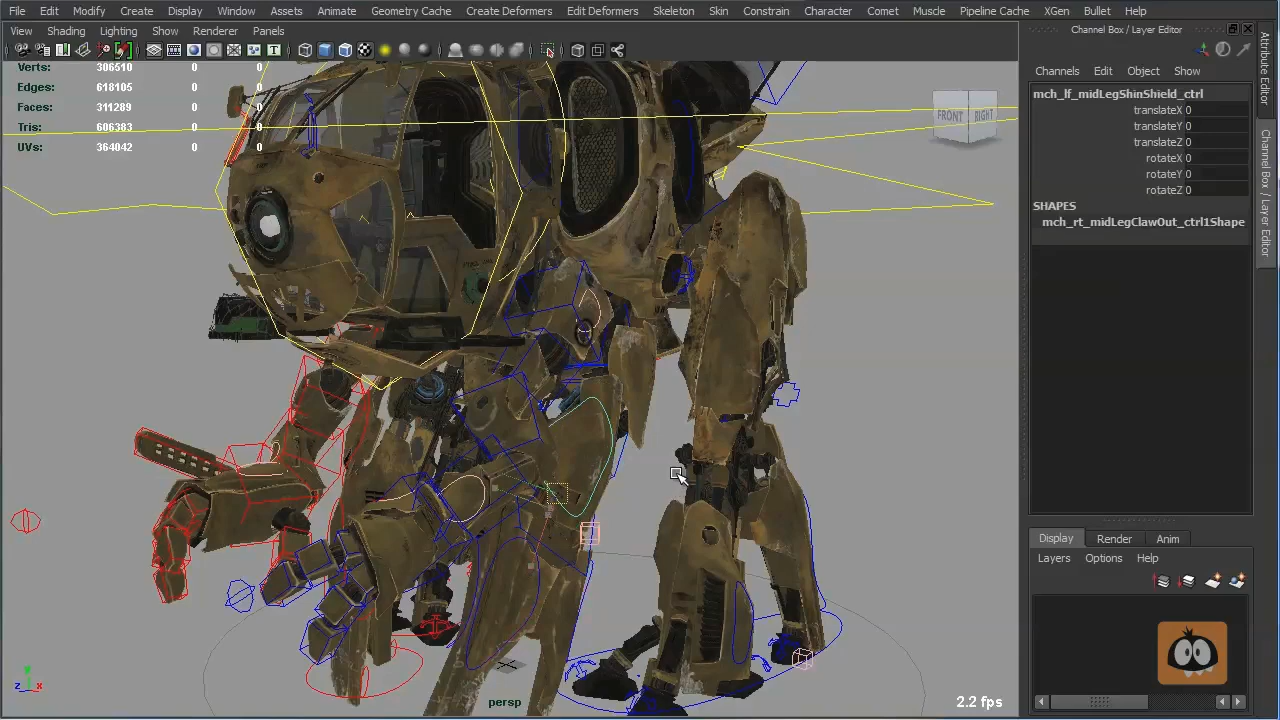 File Edit Modify Create Display Window Assets Animate Geometry Cache Create Deformers Edit Deformers Skeleton Skin Constrain Character Comet Muscle Pipeline Cache XGen Bullet Help
View Shading Lighting Show Renderer Panels
Channel Box / Layer Editor
Channels Edit Object Show
Verts: 306510 0 0
Edges: 618105 0 0
Faces: 311289 0 0
Tris: 606383 0 0
UVs: 364042 0 0
FRONT RIGHT
mch_lf_midLegShinShield_ctrl
translateX 0
translateY 0
translateZ 0
rotateX 0
rotateY 0
rotateZ 0
SHAPES
mch_rt_midLegClawOut_ctrl1Shape
Attribute Editor
Channel Box / Layer Editor
Display Render Anim
Layers Options Help
y
z x
persp
2.2 fps